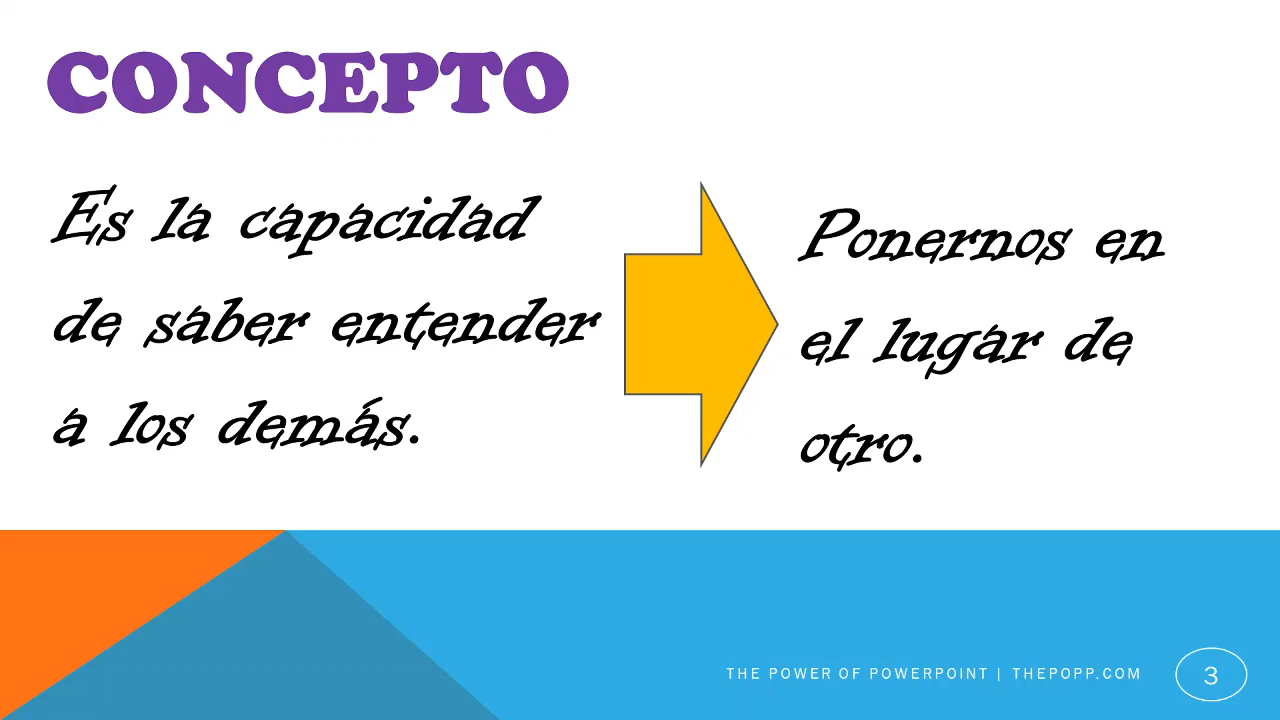 CONCEPTO
Es la capacidad
de saber entender
a los demás.
Ponernos en
el lugar de
otro.
THE POWER OF POWERPOINT | THEPOPP.COM
3